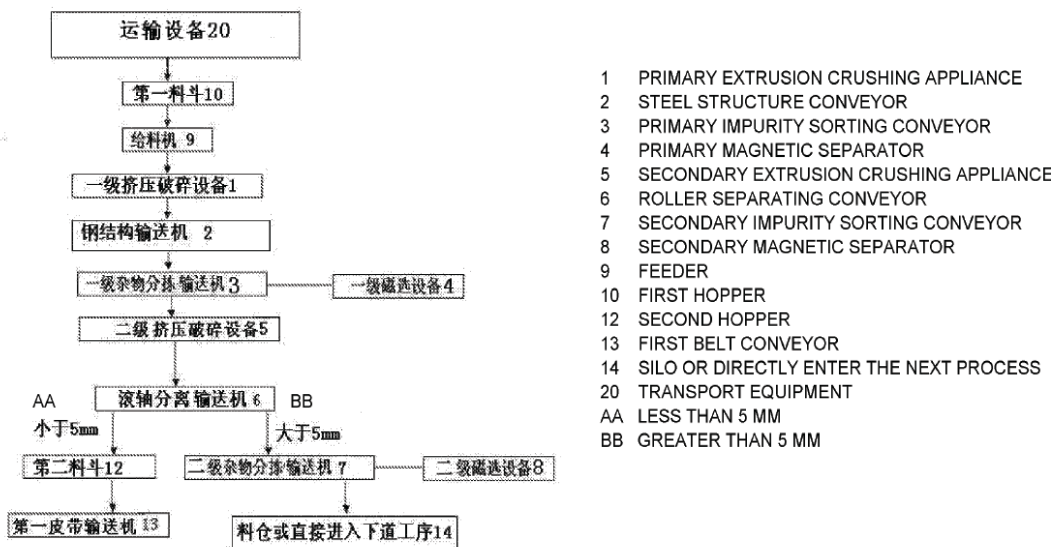 运输设备20
第一料斗10
给料机 9
一级挤压破碎设备1
钢结构输送机 2
一级杂物分拣输送机3
一级磁选设备4
二级挤压破碎设备5
AA
滚轴分离输送机 6
BB
小于5mm
大于5mm
第二料斗12
二级杂物分拣输送机 7
二级磁选设备8
第一皮带输送机 13
料仓或直接进入下道工序14
1 PRIMARY EXTRUSION CRUSHING APPLIANCE
2 STEEL STRUCTURE CONVEYOR
3 PRIMARY IMPURITY SORTING CONVEYOR
4 PRIMARY MAGNETIC SEPARATOR
5 SECONDARY EXTRUSION CRUSHING APPLIANCE
6 ROLLER SEPARATING CONVEYOR
7 SECONDARY IMPURITY SORTING CONVEYOR
8 SECONDARY MAGNETIC SEPARATOR
9 FEEDER
10 FIRST HOPPER
12 SECOND HOPPER
13 FIRST BELT CONVEYOR
14 SILO OR DIRECTLY ENTER THE NEXT PROCESS
20 TRANSPORT EQUIPMENT
AA LESS THAN 5 MM
BB GREATER THAN 5 MM